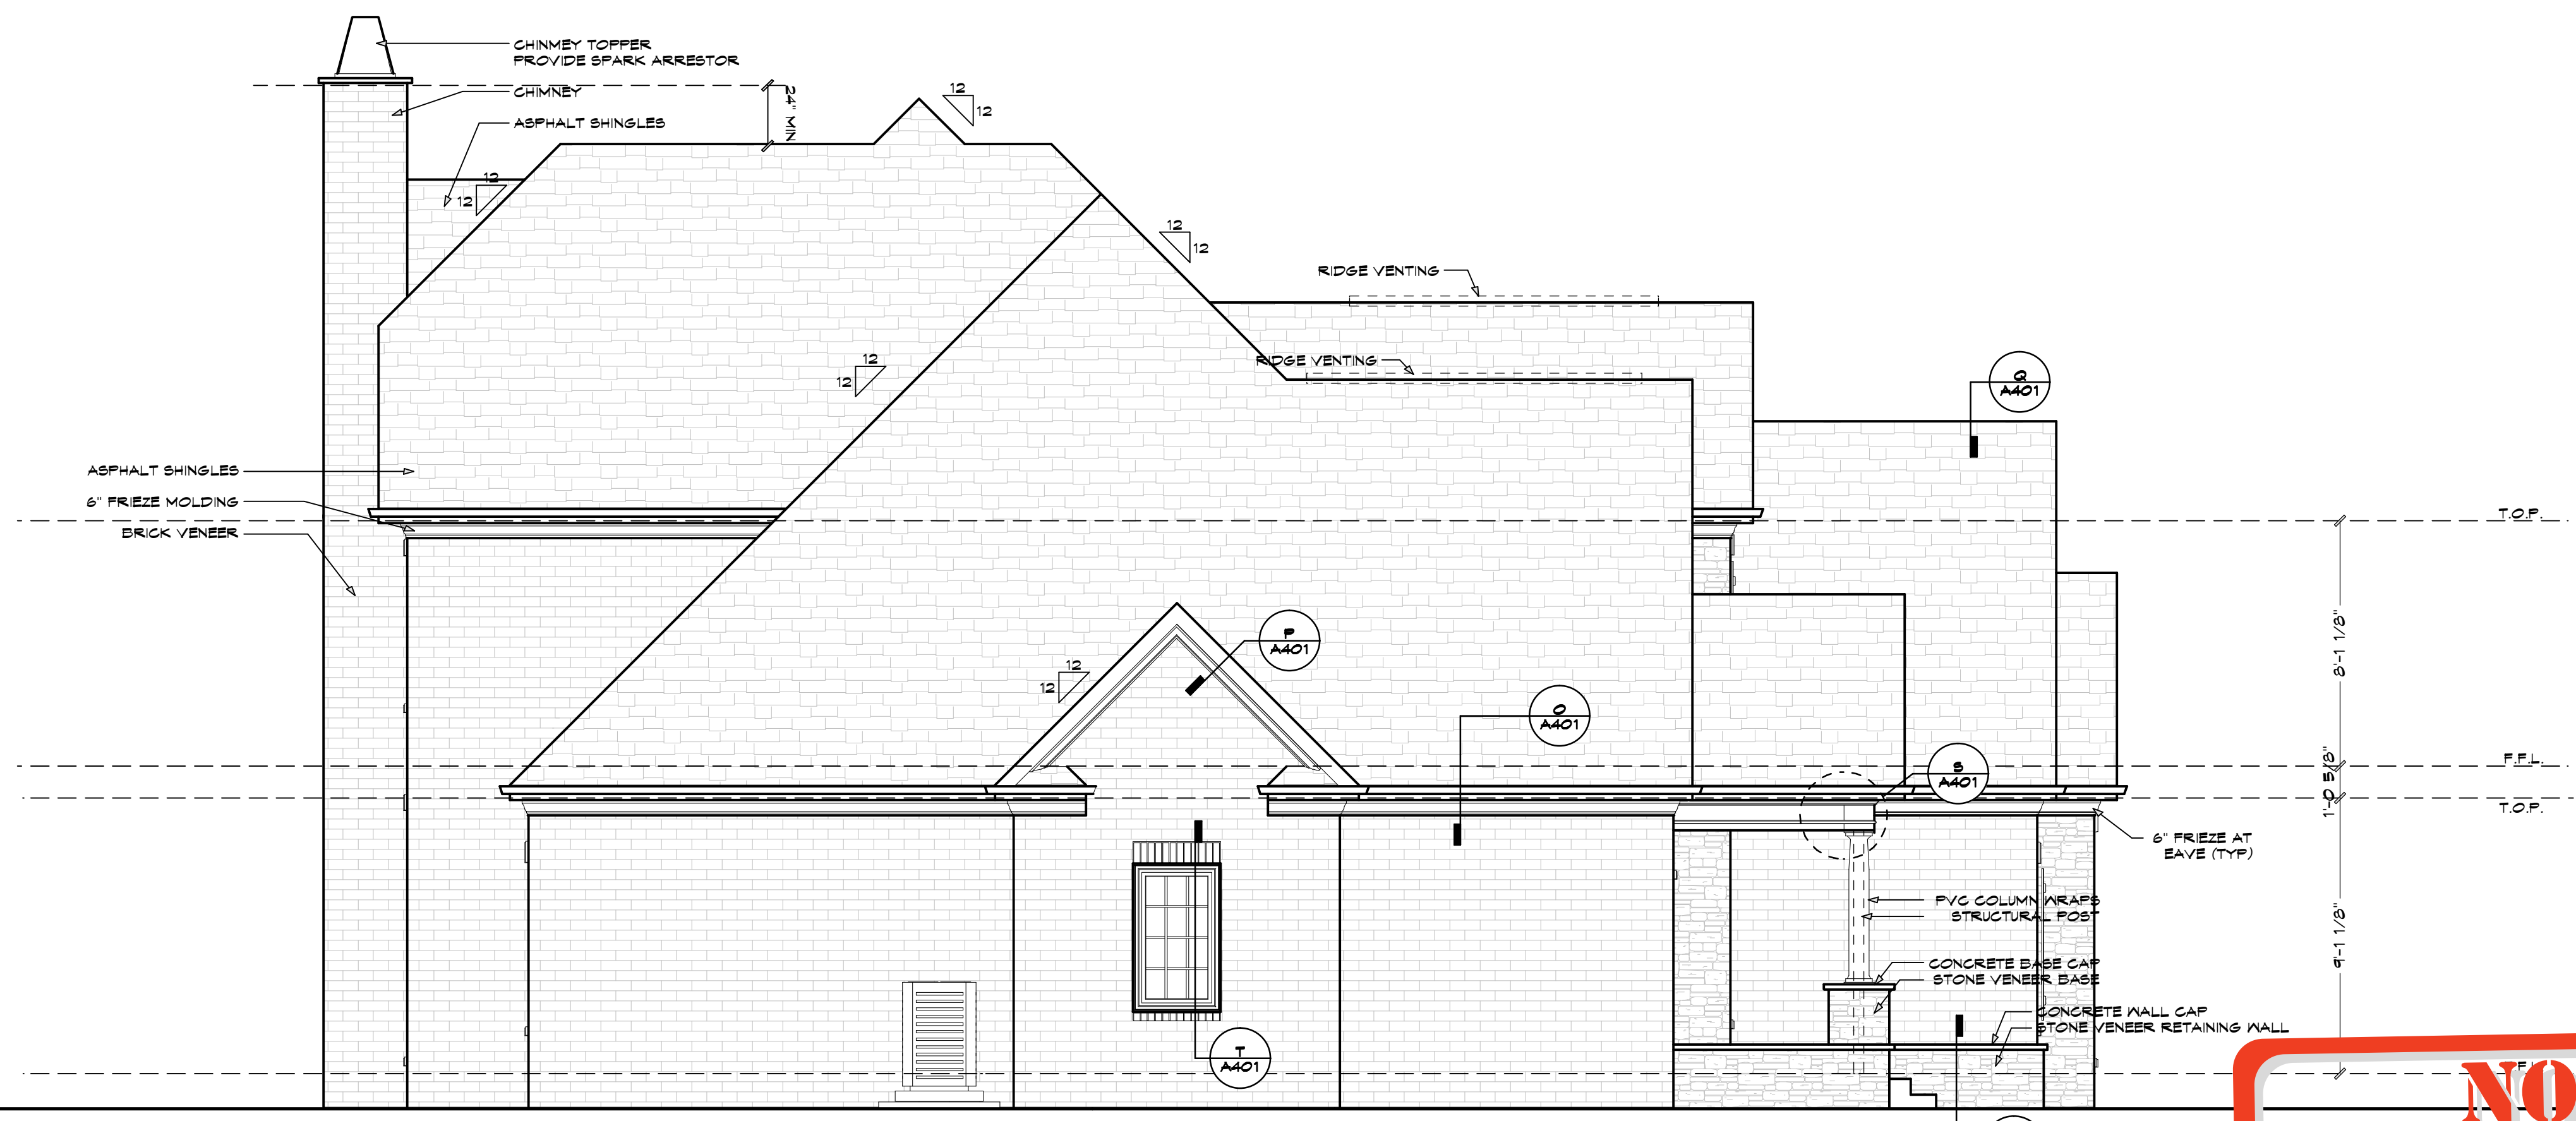 CHINMEY TOPPER
PROVIDE SPARK ARRESTOR
CHIMNEY
24" MIN
12
12
ASPHALT SHINGLES
12
12
12
12
RIDGE VENTING
12
12
RIDGE VENTING
Q
A401
ASPHALT SHINGLES
6" FRIEZE MOLDING
BRICK VENEER
T.O.P.
8'-1 1/8"
P
A401
12
12
O
A401
S
A401
F.F.L.
1'-0 5/8"
T.O.P.
6" FRIEZE AT
EAVE (TYP)
PVC COLUMN WRAPS
STRUCTURAL POST
9'-1 1/8"
CONCRETE BASE CAP
STONE VENEER BASE
CONCRETE WALL CAP
STONE VENEER RETAINING WALL
T
A401
NO